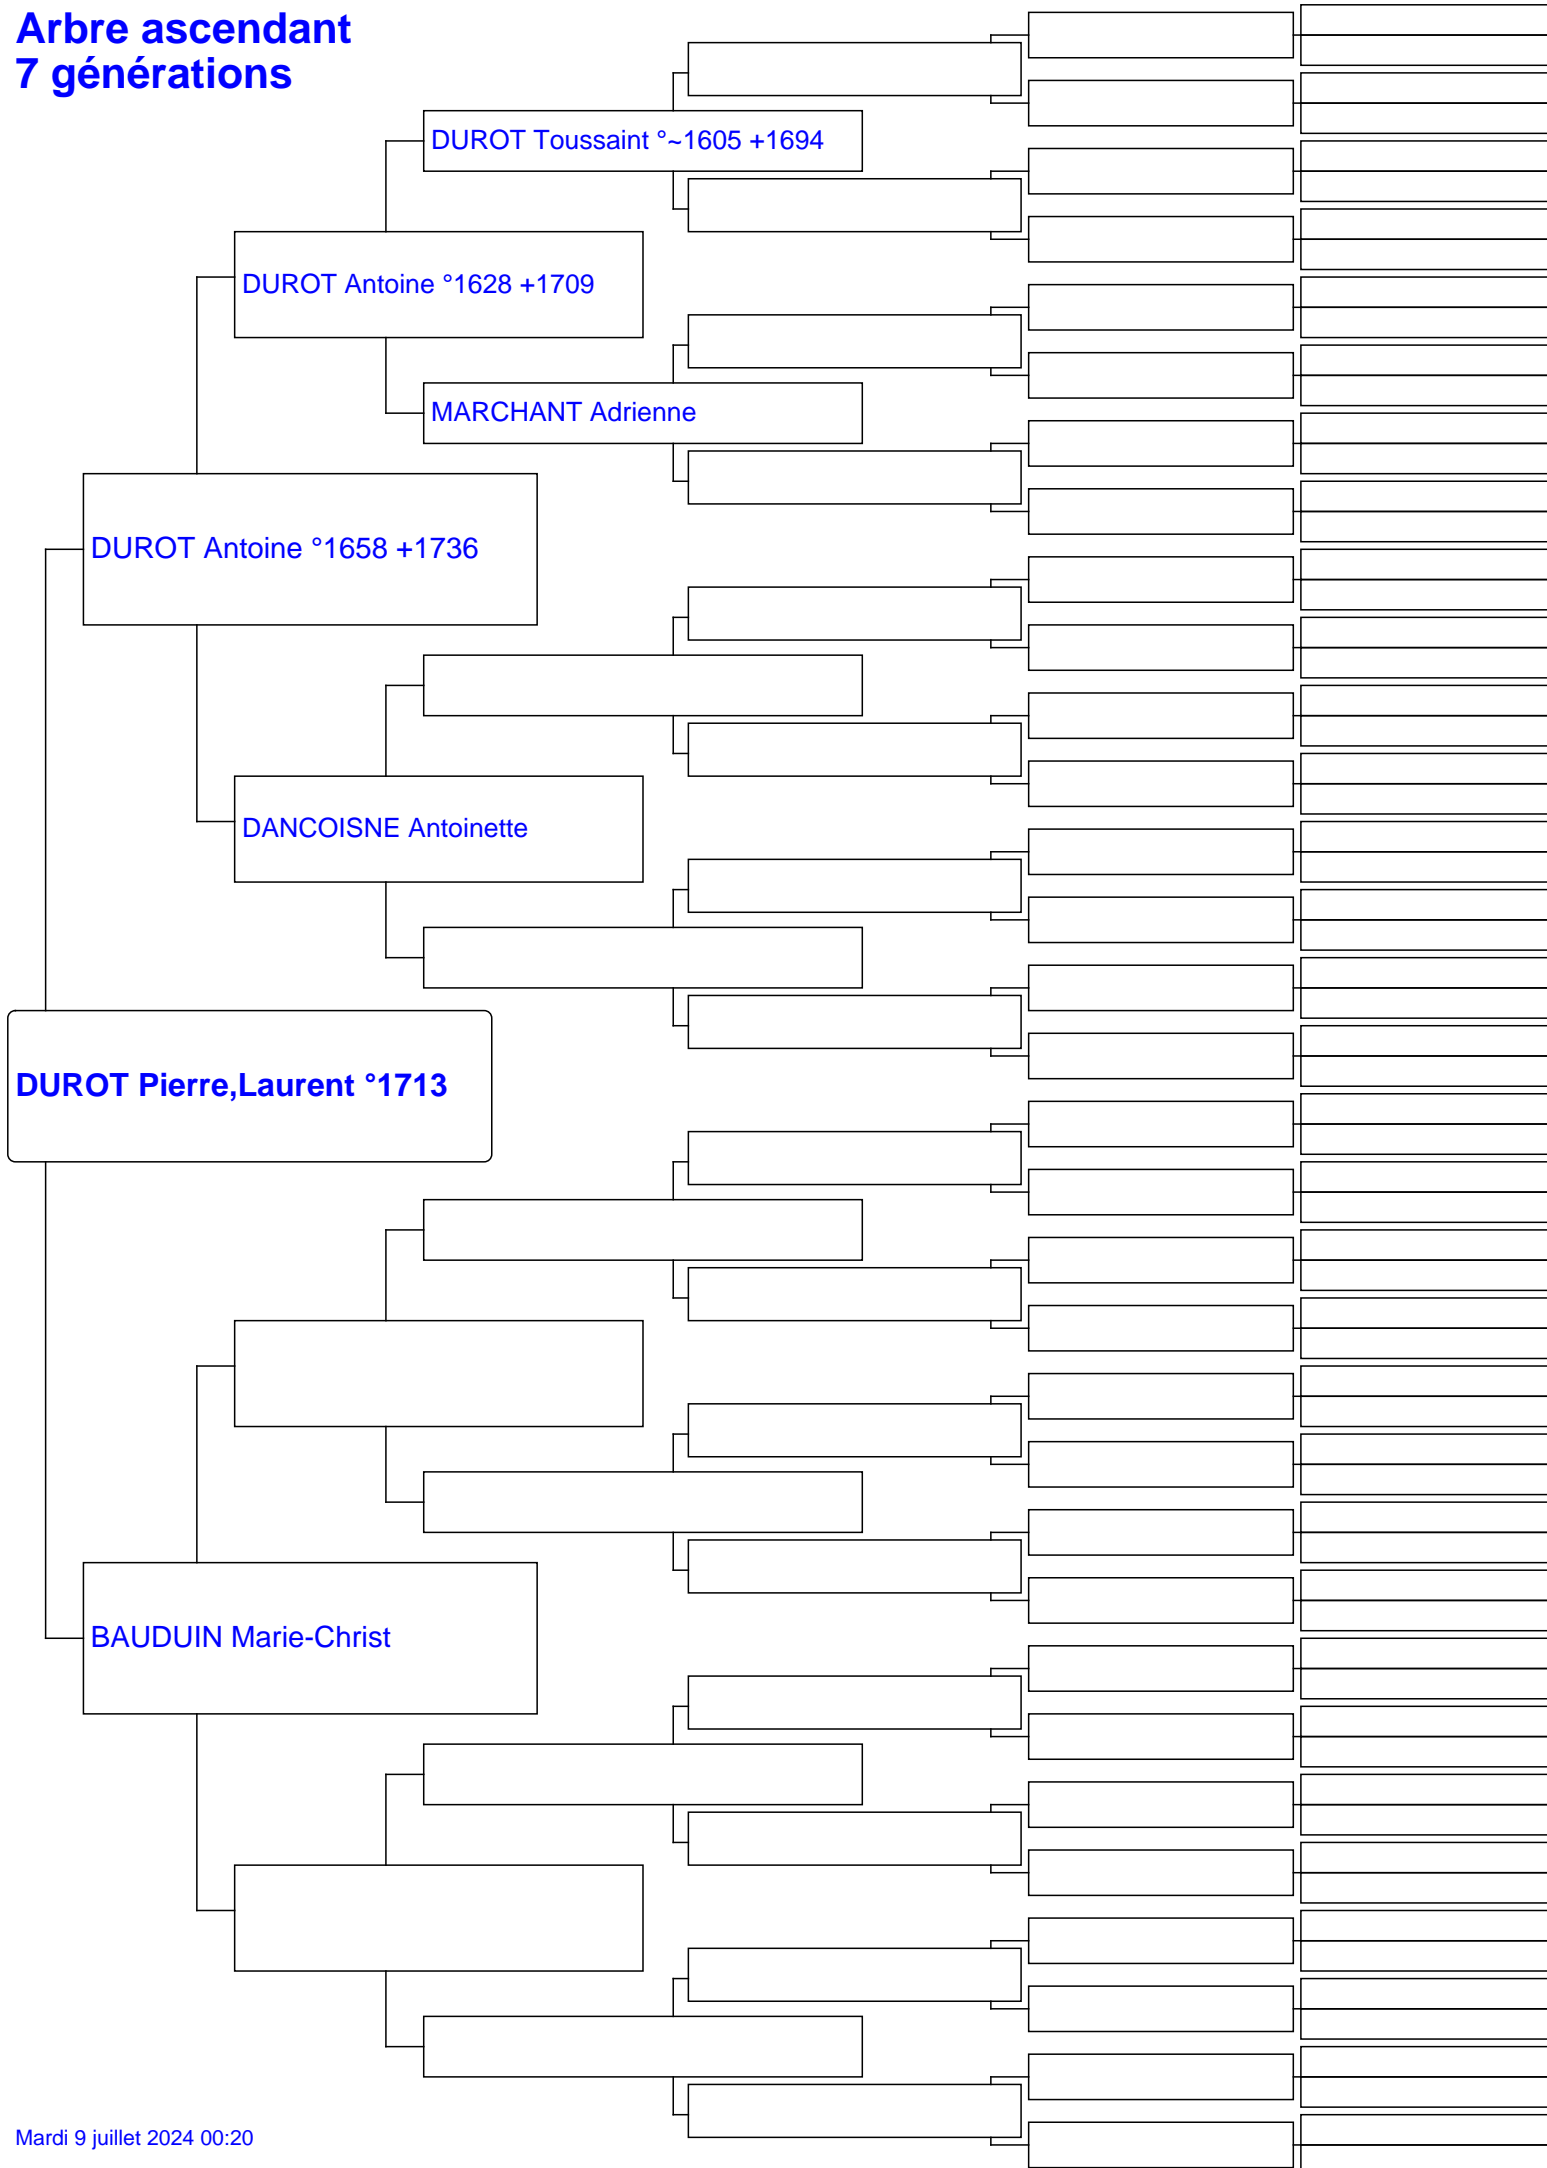 Arbre ascendant
7 générations
DUROT Toussaint °~1605 +1694
DUROT Antoine °1628 +1709
MARCHANT Adrienne
DUROT Antoine °1658 +1736
DANCOISNE Antoinette
DUROT Pierre,Laurent °1713
BAUDUIN Marie-Christ
Mardi 9 juillet 2024 00:20